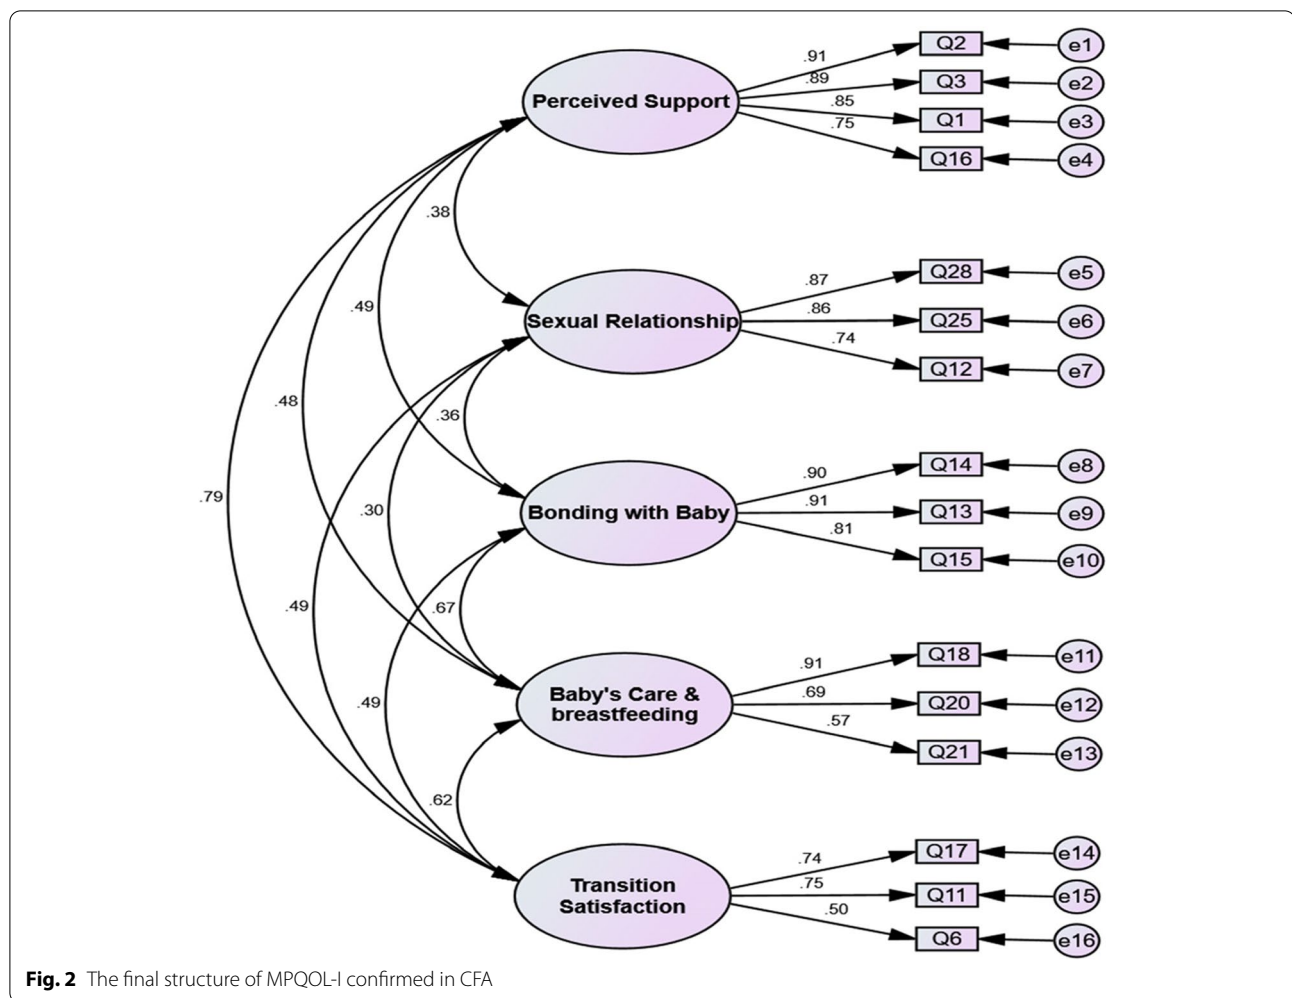 .91
Q2
e1
.89
Q3
e2
Perceived Support
.85
Q1
e3
.75
Q16
e4
.38
.87
Q28
e5
.49
.86
Q25
e6
Sexual Relationship
.74
Q12
e7
.48
.36
.90
Q14
e8
.79
.30
.91
Q13
e9
Bonding with Baby
.81
Q15
e10
.49
.67
.91
Q18
e11
Baby's Care &
breastfeeding
.69
Q20
e12
.49
.57
Q21
e13
.62
.74
Q17
e14
Transition
Satisfaction
.75
Q11
e15
.50
Q6
e16
Fig. 2 The final structure of MPQOL-I confirmed in CFA